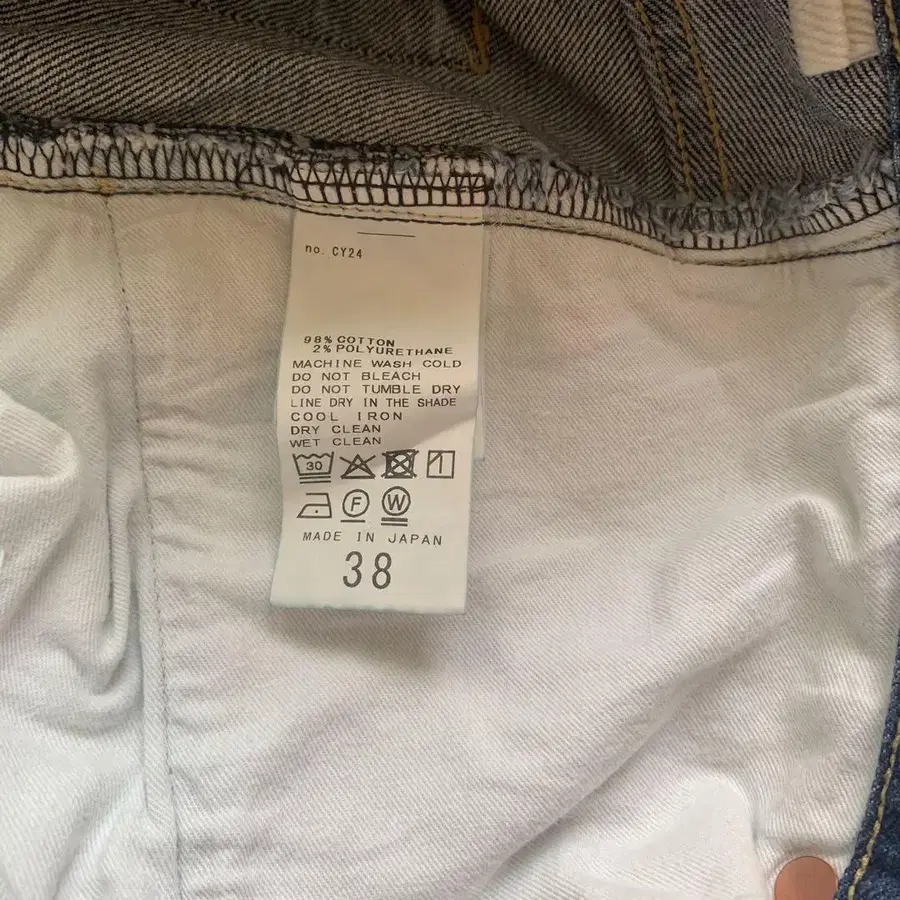 no. CY24
98% COTTON
2% POLYURETHANE
MACHINE WASH COLD
DO NOT BLEACH
DO NOT TUMBLE DRY
LINE DRY IN THE SHADE
COOL IRON
DRY CLEAN
WET CLEAN
30
F W
MADE IN JAPAN
38